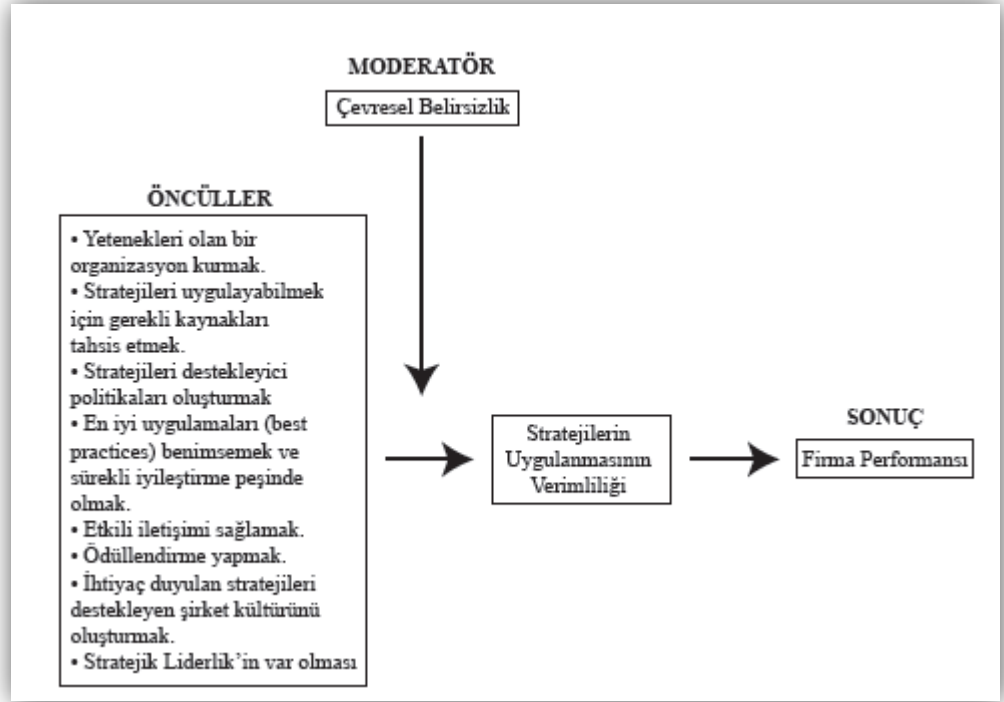 MODERATÖR
Çevresel Belirsizlik
ÖNCÜLLER
• Yetenekleri olan bir
organizasyon kurmak.
• Stratejileri uygulayabilmek
için gerekli kaynakları
tahsis etmek.
• Stratejileri destekleyici
politikaları oluşturmak
• En iyi uygulamaları (best
practices) benimsemek ve
sürekli iyileştirme peşinde
olmak.
• Etkili iletişimi sağlamak.
• Ödüllendirme yapmak.
• İhtiyaç duyulan stratejileri
destekleyen şirket kültürünü
oluşturmak.
• Stratejik Liderlik’in var olması
Stratejilerin
Uygulanmasının
Verimliliği
SONUÇ
Firma Performansı